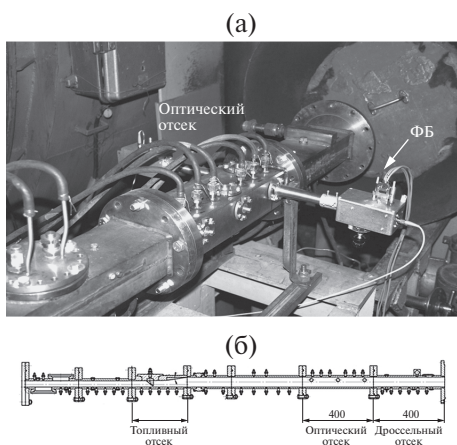 (а)
Оптический
отсек
ФБ
(б)
400
400
Топливный
отсек
Оптический
отсек
Дроссельный
отсек